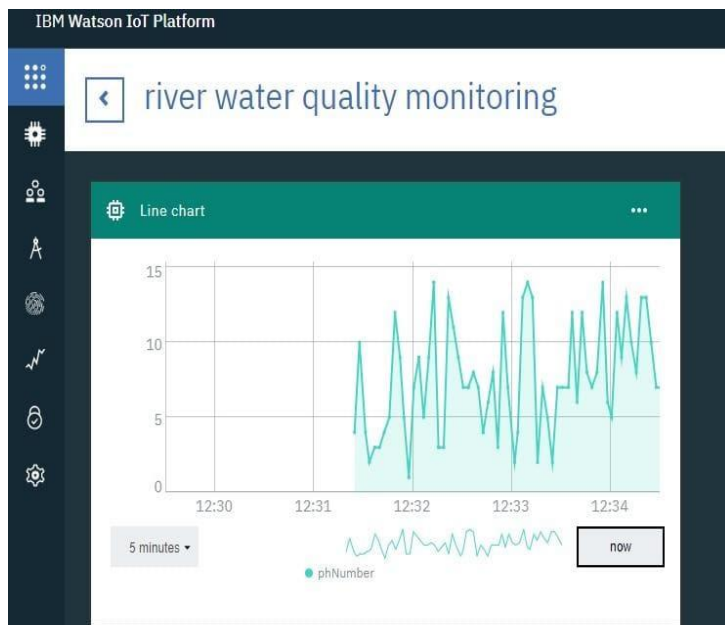 IBM Watson IoT Platform
river water quality monitoring
Line chart
15
10
5
0
12:30 12:31 12:32 12:33 12:34
5 minutes
now
phNumber